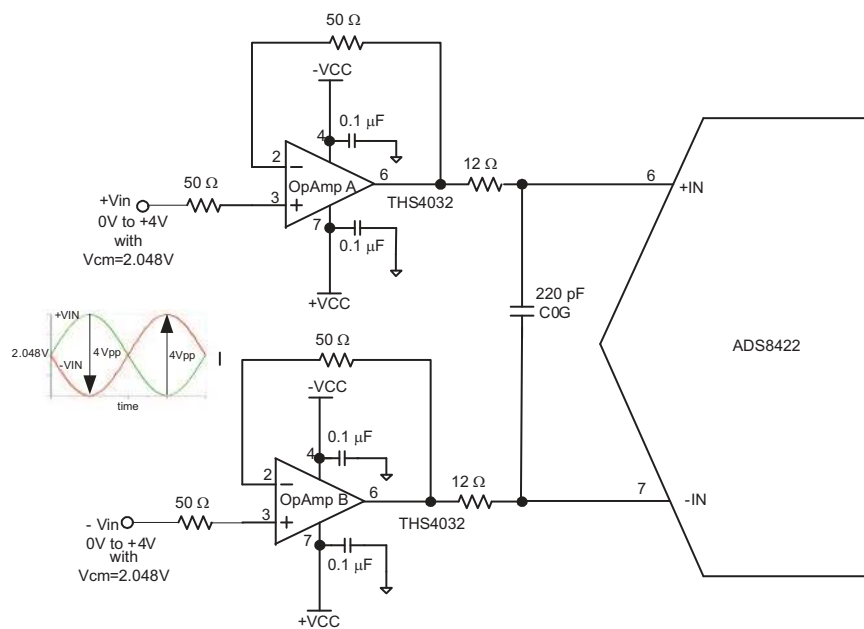 50 Ω
-VCC
0.1 μF
4
2
6
12 Ω
6
50 Ω
OpAmp A
+IN
+Vin
3
THS4032
0V to +4V
7
with
0.1 μF
Vcm=2.048V
+VCC
220 pF
C0G
50 Ω
ADS8422
+VIN
2.048V
4Vpp
4Vpp
-VIN
-VCC
time
0.1 μF
4
2
6
12 Ω
7
50 Ω
OpAmp B
-IN
- Vin
3
THS4032
0V to +4V
7
with
0.1 μF
Vcm=2.048V
+VCC